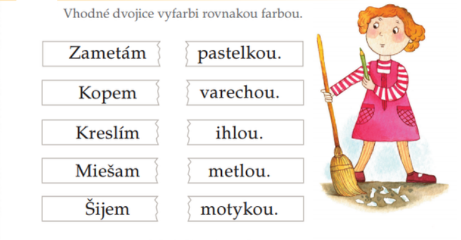 Vhodné dvojice vyfarbi rovnakou farbou.
Zametám pastelkou.
Kopem varechou.
Kreslím ihlou.
Miešam metlou.
Šijem motykou.